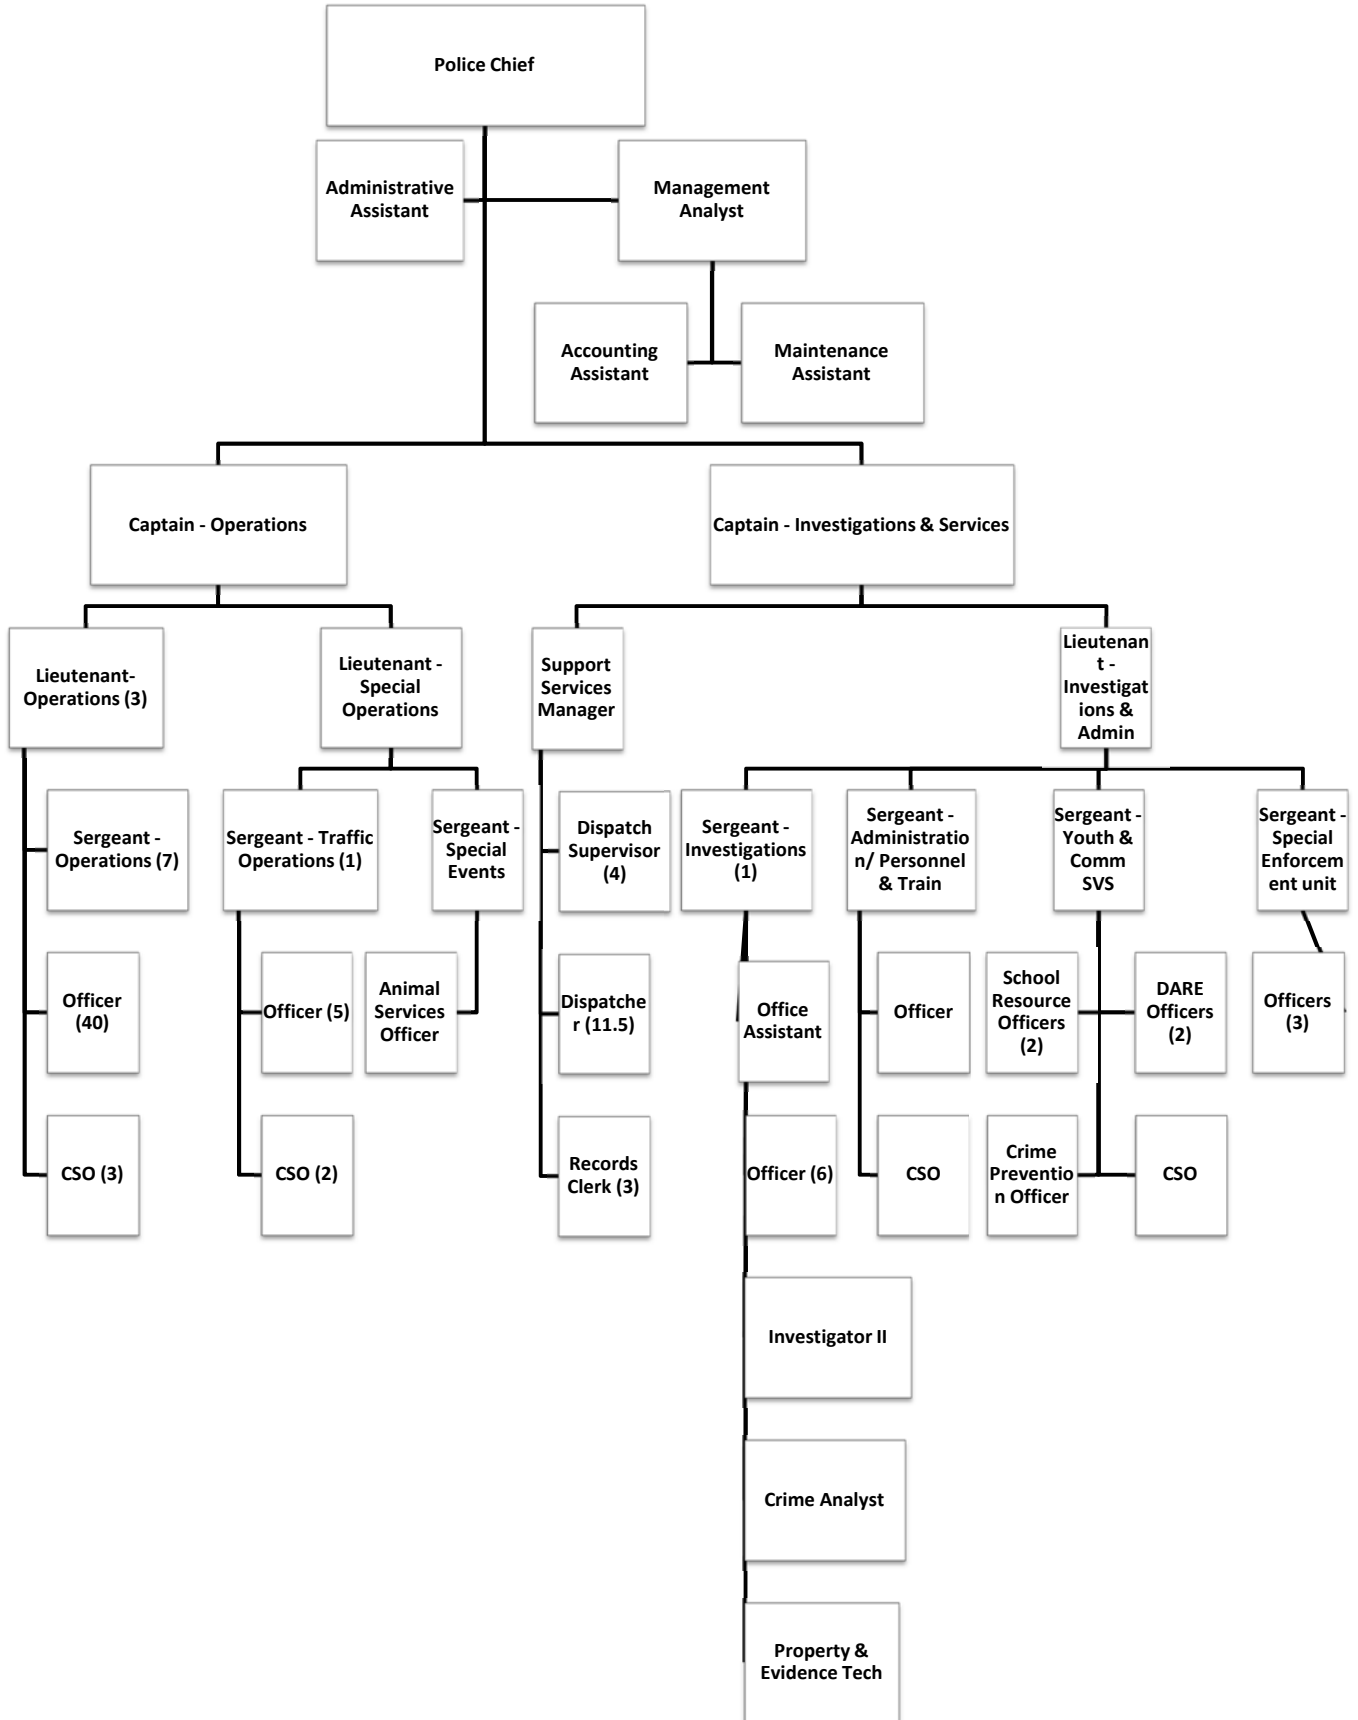 Police Chief
Administrative
Assistant
Management
Analyst
Accounting
Assistant
Maintenance
Assistant
Captain - Operations
Captain - Investigations & Services
Lieutenant-
Operations (3)
Lieutenant -
Special
Operations
Support
Services
Manager
Lieutenan
t -
Investigat
ions &
Admin
Sergeant -
Operations (7)
Sergeant - Traffic
Operations (1)
Sergeant -
Special
Events
Dispatch
Supervisor
(4)
Sergeant -
Investigations
(1)
Sergeant -
Administratio
n/ Personnel
& Train
Sergeant -
Youth &
Comm
SVS
Sergeant -
Special
Enforcem
ent unit
Officer
(40)
Officer (5)
Animal
Services
Officer
Dispatche
r (11.5)
Office
Assistant
Officer
School
Resource
Officers
(2)
DARE
Officers
(2)
Officers
(3)
CSO (3)
CSO (2)
Records
Clerk (3)
Officer (6)
CSO
Crime
Preventio
n Officer
CSO
Investigator II
Crime Analyst
Property &
Evidence Tech